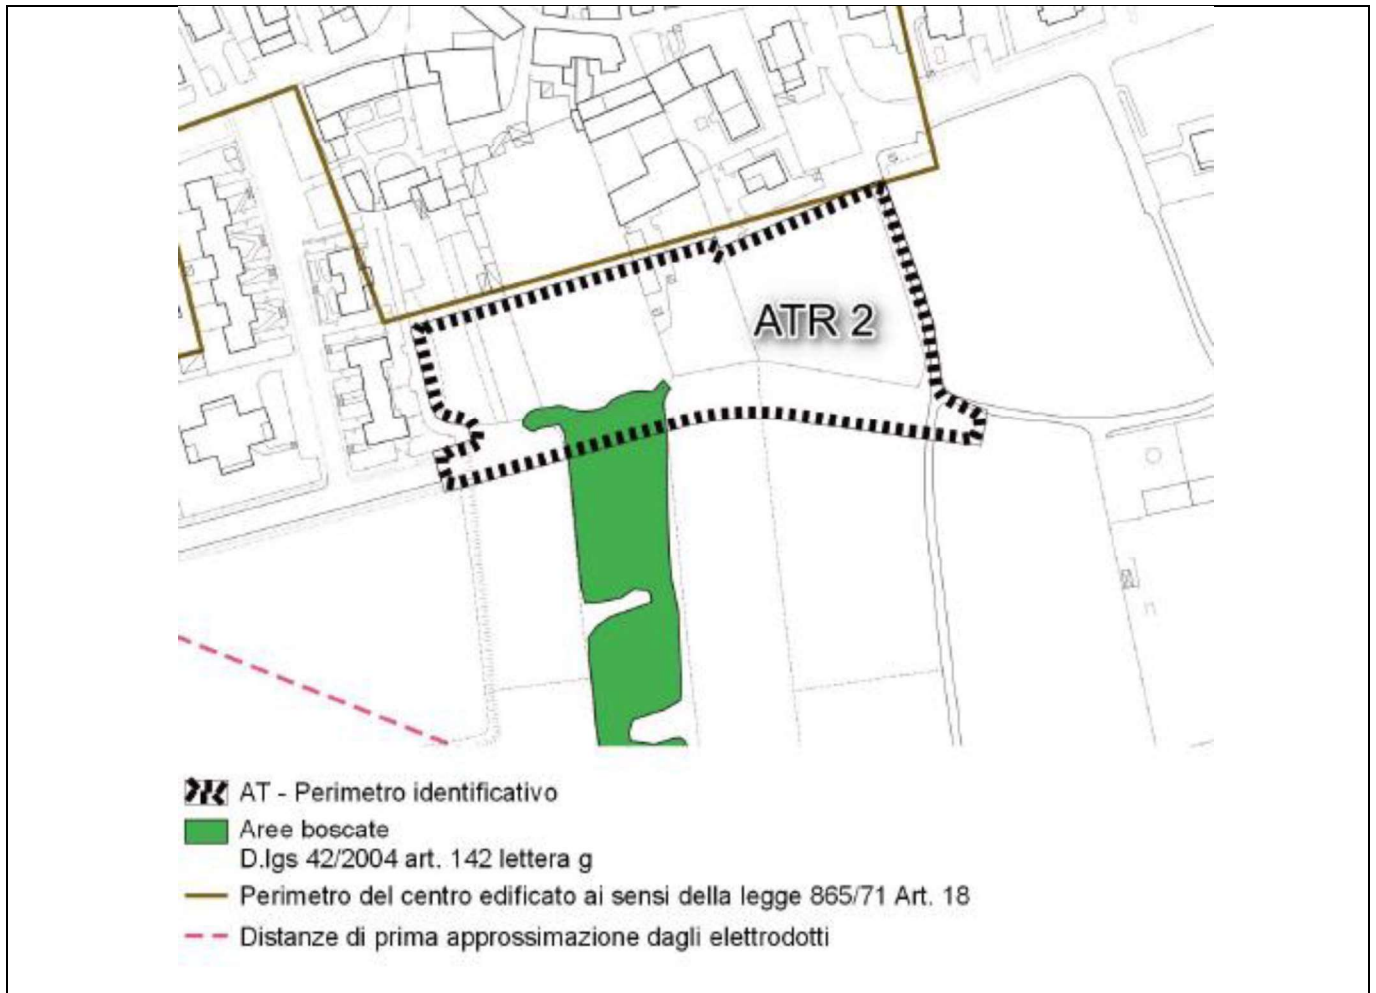 ATR 2
AT - Perimetro identificativo
Aree boscate
D.lgs 42/2004 art. 142 lettera g
Perimetro del centro edificato ai sensi della legge 865/71 Art. 18
Distanze di prima approssimazione dagli elettrodotti